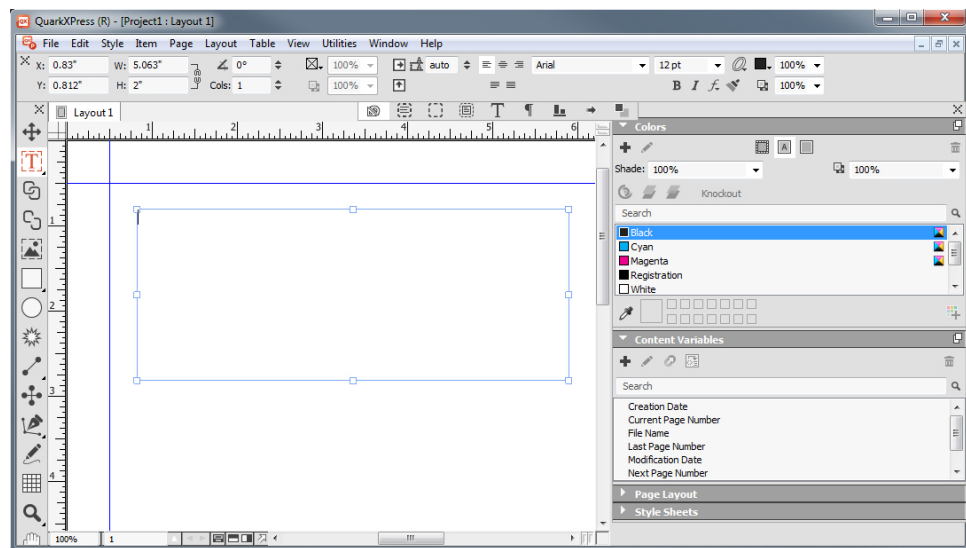 QuarkXPress (R) - [Project1 : Layout 1]
File Edit Style Item Page Layout Table View Utilities Window Help
X: 0.83" W: 5.063" 0° 100% auto Arial 12 pt 100%
Y: 0.812" H: 2" Cols: 1 100% B I f. 100%
Layout 1 T ¶
1 2 3 4 5 6
Colors
T
A
Shade: 100% 100%
Knockout
Search
1
Black
Cyan
Magenta
Registration
White
2
Content Variables
3
Search
Creation Date
Current Page Number
File Name
Last Page Number
Modification Date
Next Page Number
4
Page Layout
Style Sheets
100% 1